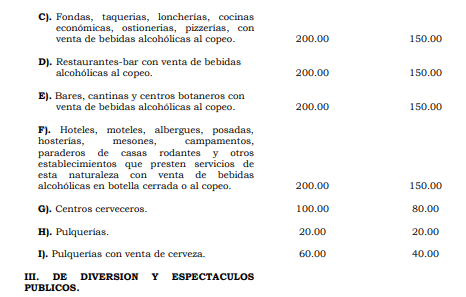 C). Fondas, taquerias, loncherías, cocinas
económicas, ostionerias, pizzerías, con
venta de bebidas alcohólicas al copeo. 200.00 150.00
D). Restaurantes-bar con venta de bebidas
alcohólicas al copeo. 200.00 150.00
E). Bares, cantinas y centros botaneros con
venta de bebidas alcohólicas al copeo. 200.00 150.00
F). Hoteles, moteles, albergues, posadas,
hosterías, mesones, campamentos,
paraderos de casas rodantes y otros
establecimientos que presten servicios de
esta naturaleza con venta de bebidas
alcohólicas en botella cerrada o al copeo. 200.00 150.00
G). Centros cerveceros. 100.00 80.00
H). Pulquerías. 20.00 20.00
I). Pulquerías con venta de cerveza. 60.00 40.00
III. DE DIVERSION Y ESPECTACULOS
PUBLICOS.